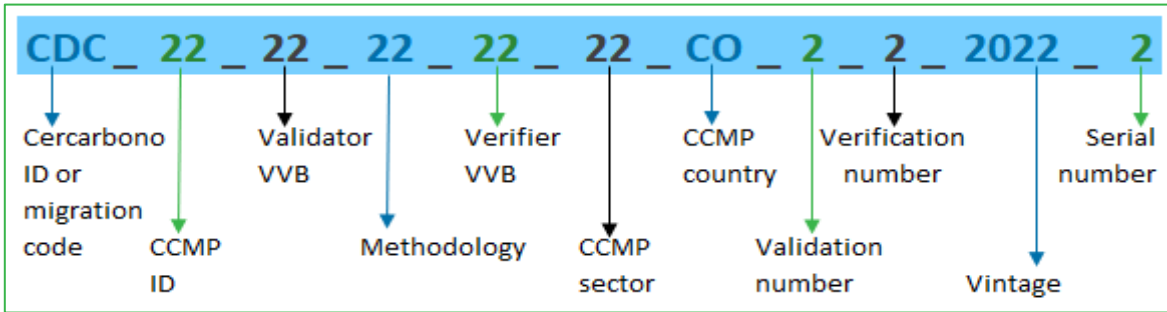 CDC_ 22 _ 22 _ 22 _ 22 _ 22 _ CO _ 2 _ 2 _ 2022 _ 2
Cercarbono
ID or
migration
code
CCMP
ID
Validator
VVB
Methodology
Verifier
VVB
CCMP
sector
CCMP
country
Validation
number
Verification
number
Vintage
Serial
number